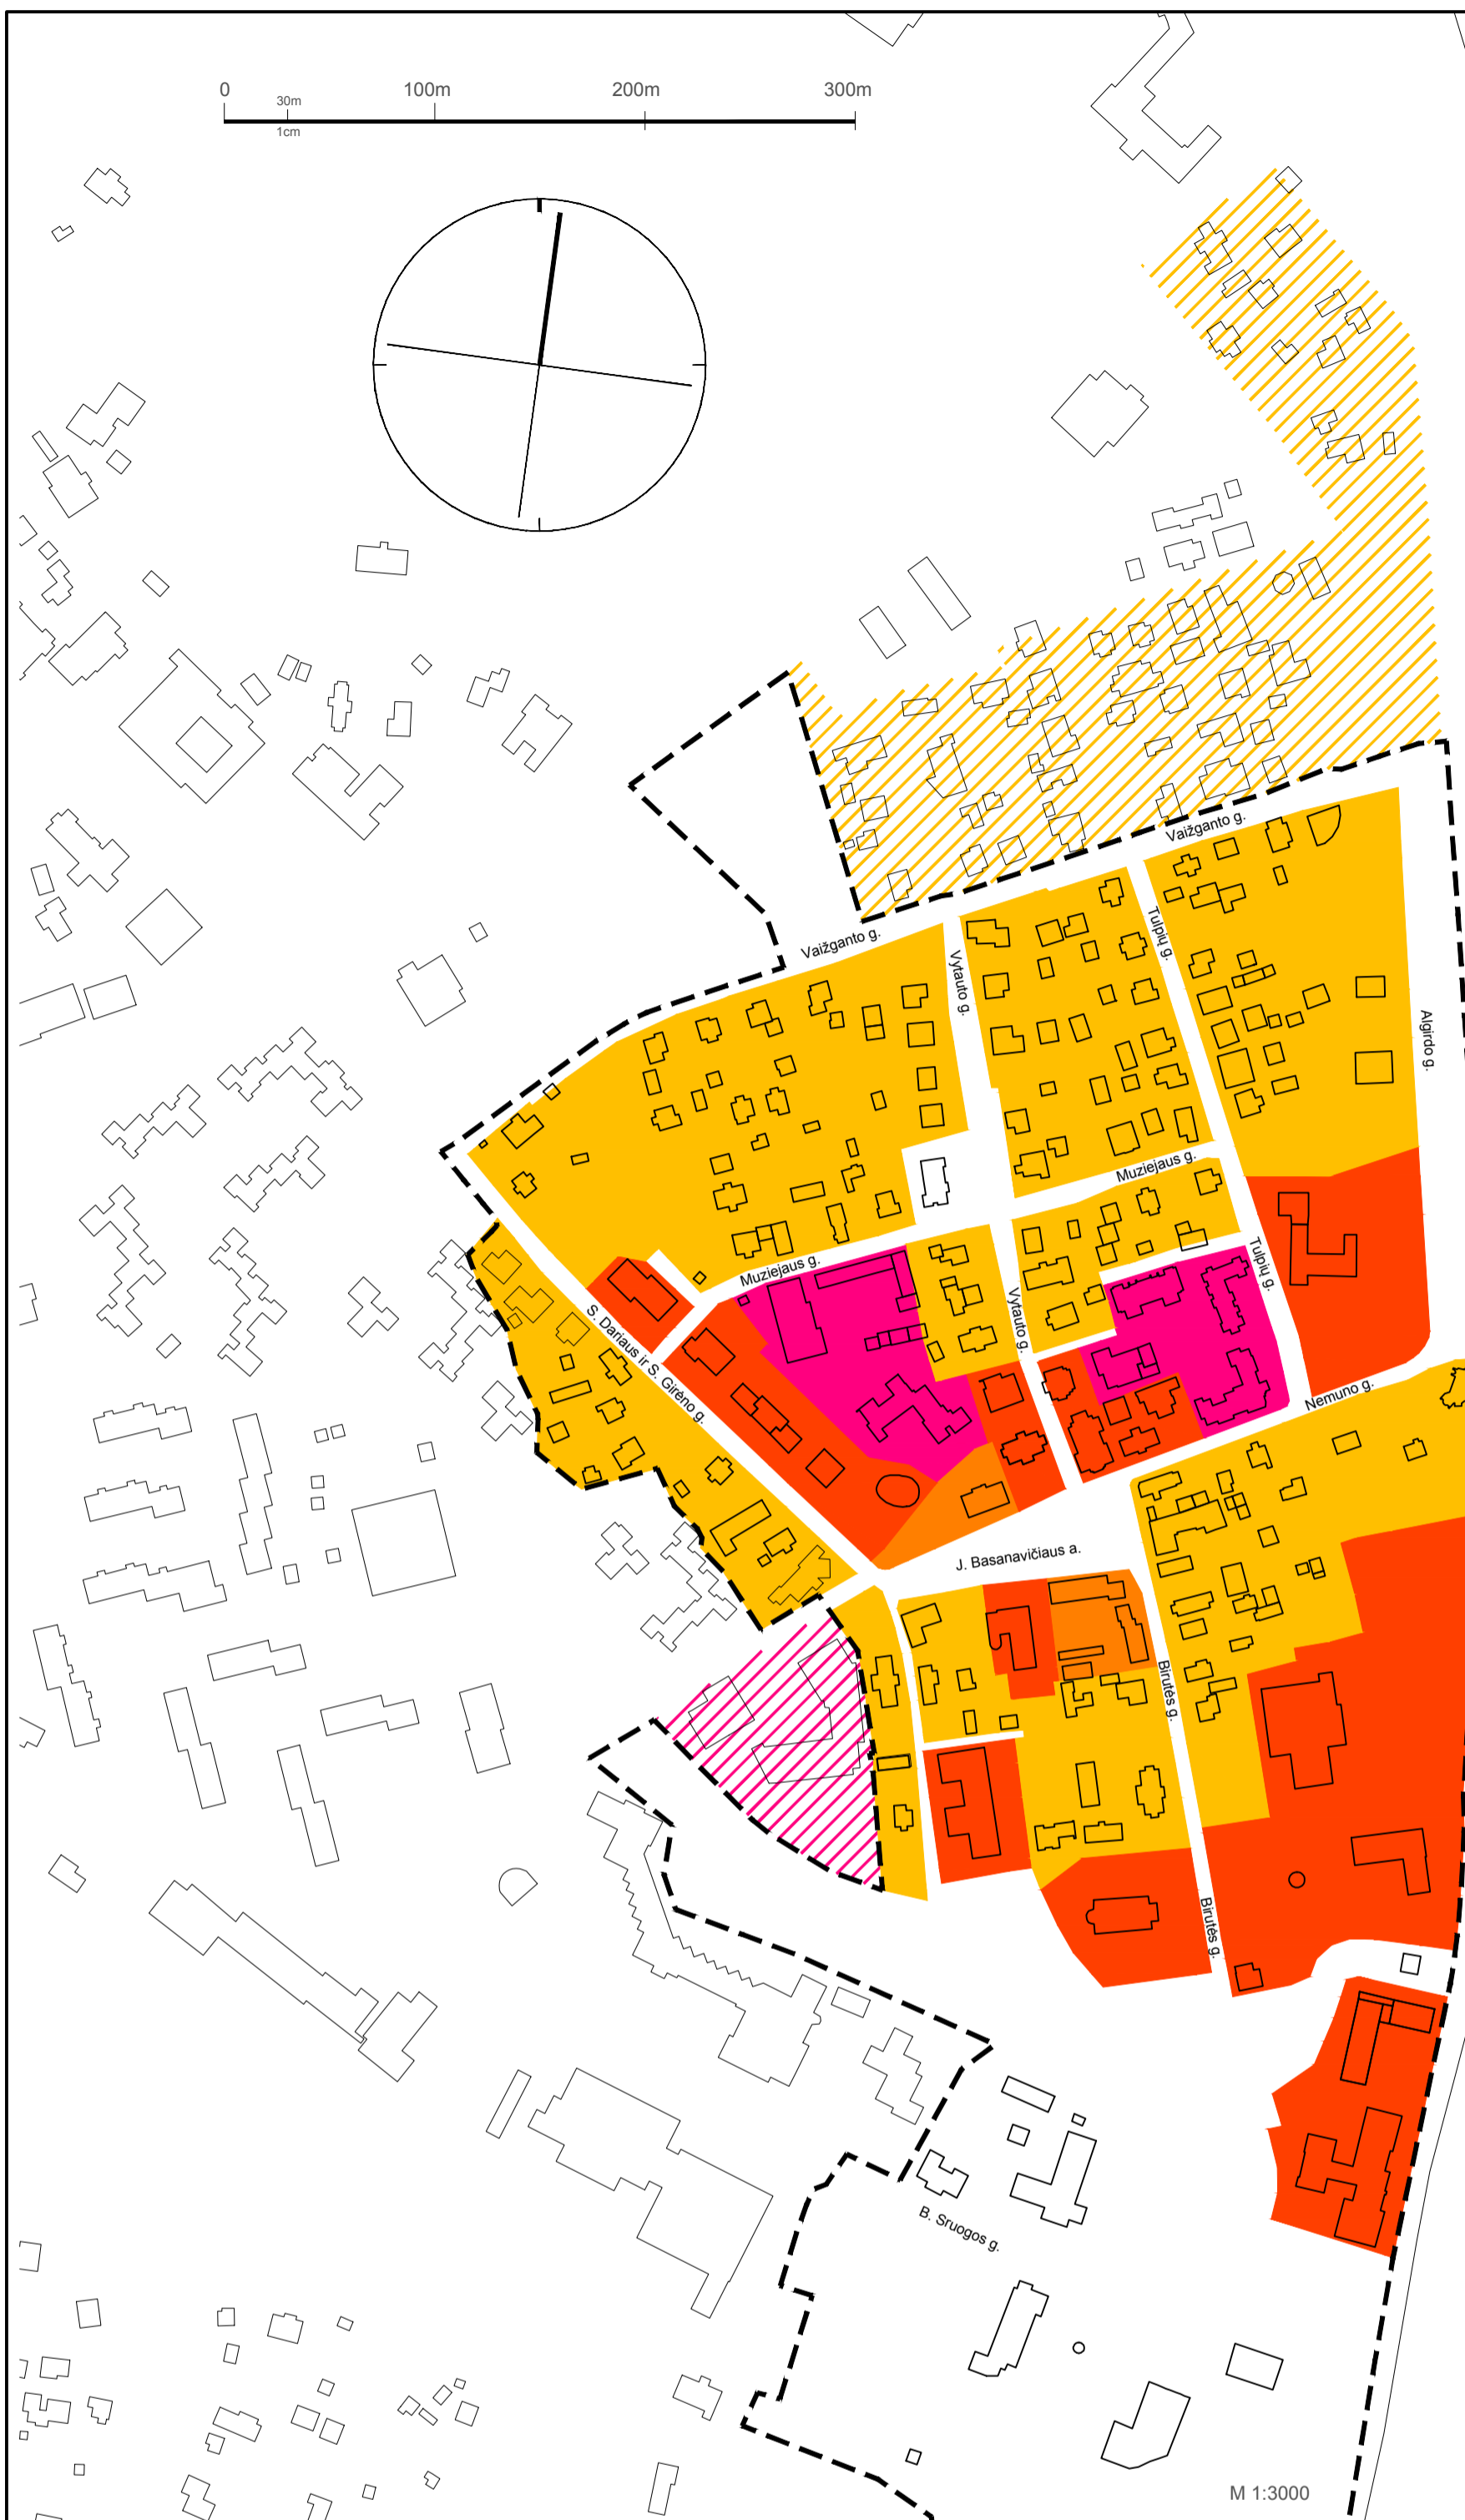 0 100m 200m 300m
30m
1cm
Vaižganto g.
Tulpių g.
Vaižganto g.
Vytauto g.
Algirdo g.
Muziejaus g.
Tulpių g.
Muziejaus g.
Vytauto g.
S. Dariaus ir S. Girėno g.
Nemuno g.
J. Basanavičiaus a.
Birutės g.
Birutės g.
B. Sruogos g.
M 1:3000